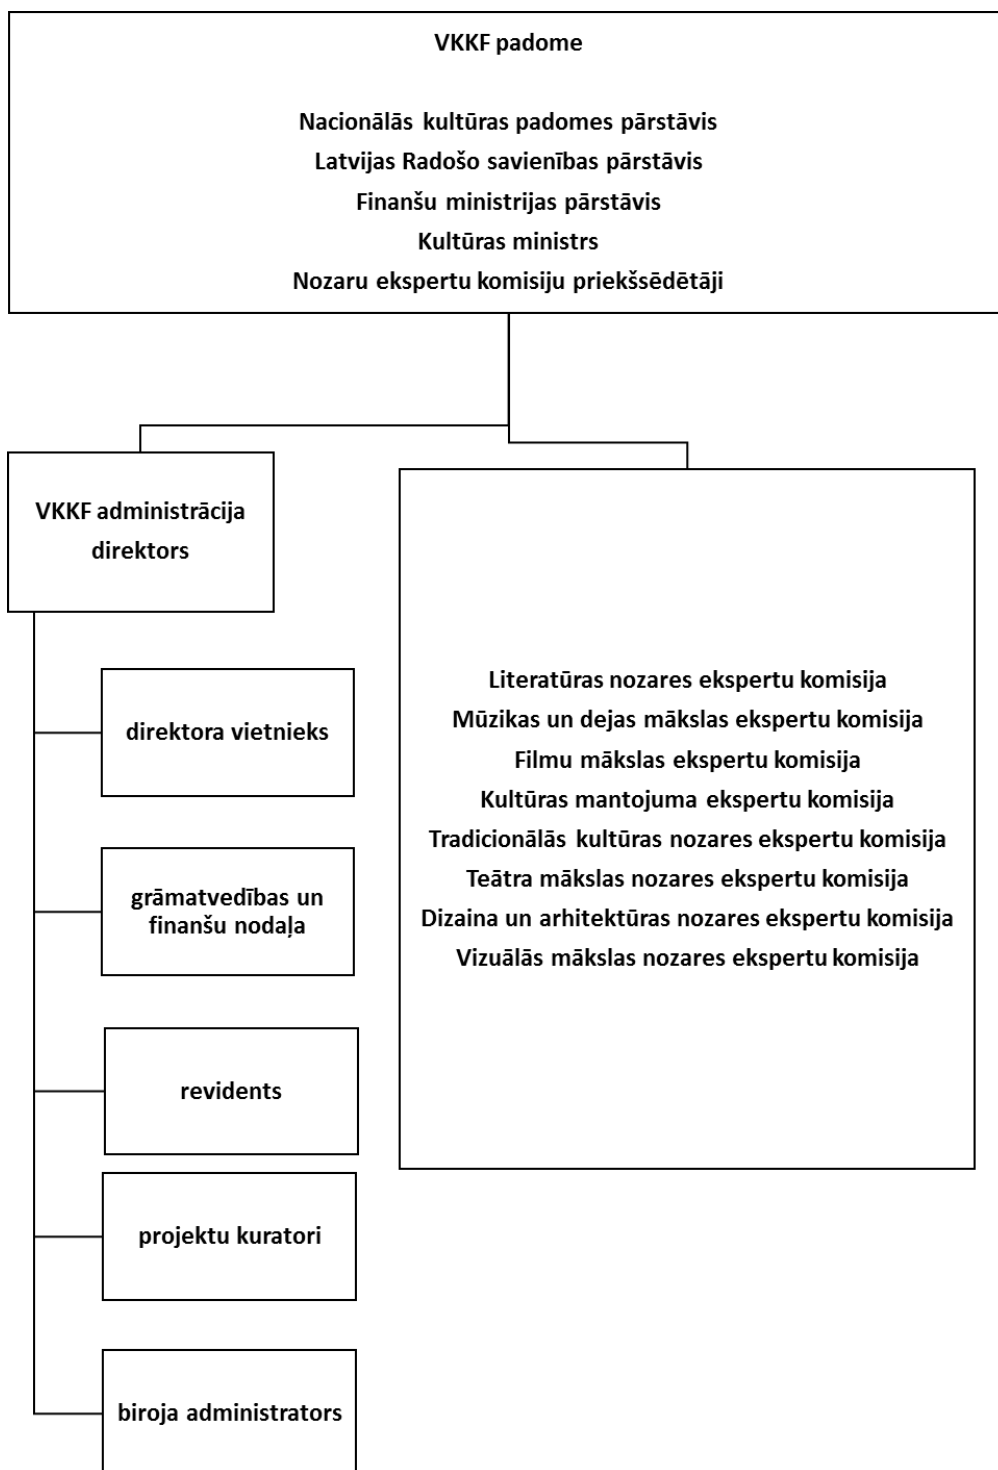 VKKF padome
Nacionālās kultūras padomes pārstāvis
Latvijas Radošo savienības pārstāvis
Finanšu ministrijas pārstāvis
Kultūras ministrs
Nozaru ekspertu komisiju priekšsēdētāji
VKKF administrācija
direktors
direktora vietnieks
grāmatvedības un
finanšu nodaļa
revidents
projektu kuratori
biroja administrators
Literatūras nozares ekspertu komisija
Mūzikas un dejas mākslas ekspertu komisija
Filmu mākslas ekspertu komisija
Kultūras mantojuma ekspertu komisija
Tradicionālās kultūras nozares ekspertu komisija
Teātra mākslas nozares ekspertu komisija
Dizaina un arhitektūras nozares ekspertu komisija
Vizuālās mākslas nozares ekspertu komisija